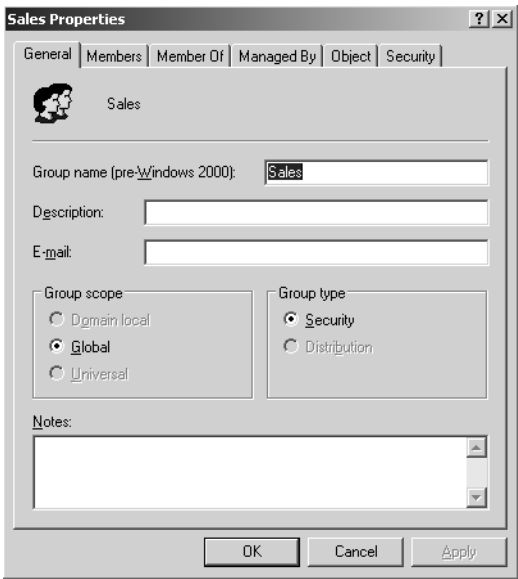 Sales Properties
General Members Member Of Managed By Object Security
Sales
Group name (pre-Windows 2000): Sales
Description:
E-mail:
Group scope Group type
Domain local Security
Global Distribution
Universal
Notes:
OK Cancel Apply